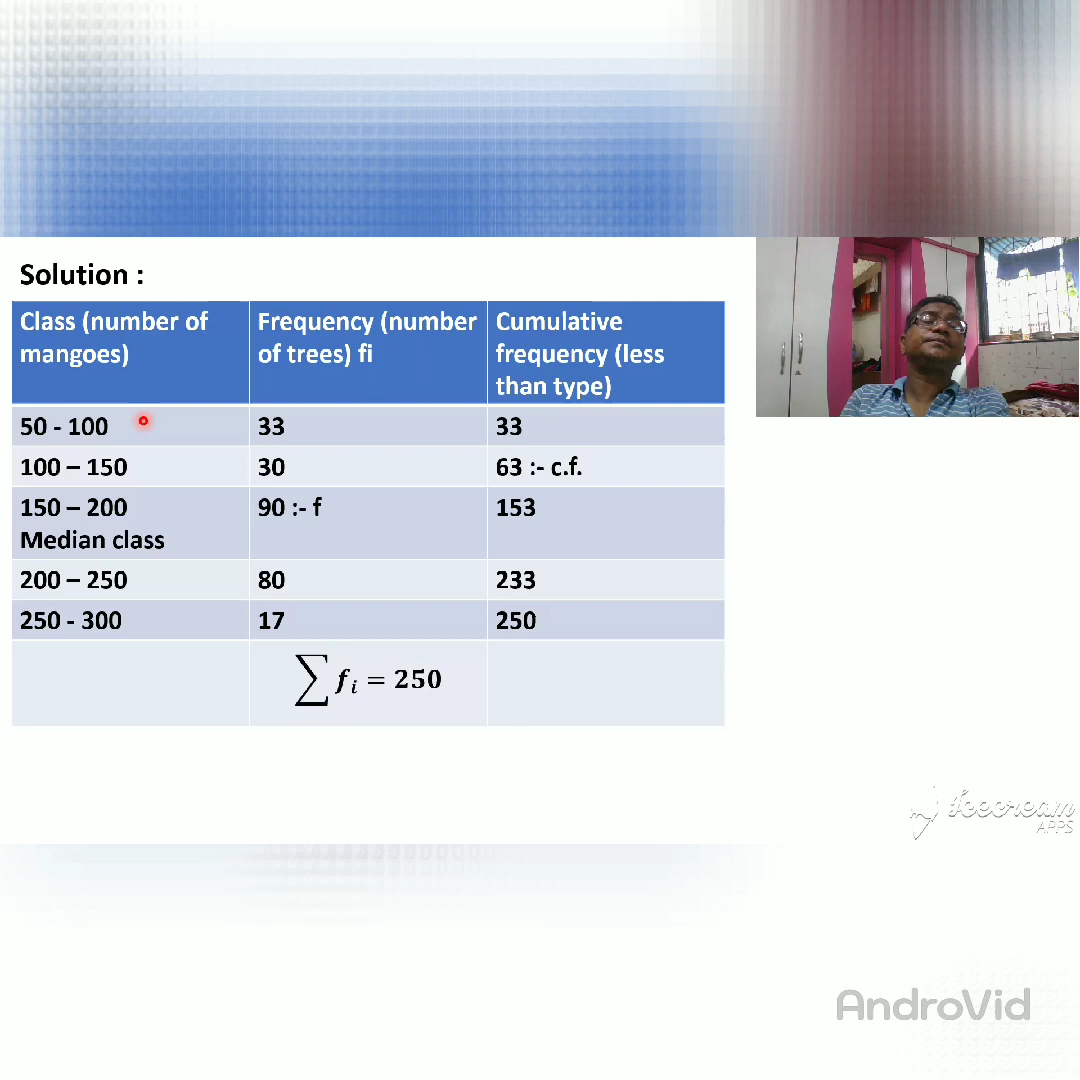 Solution :
Class (number of mangoes)
Frequency (number of trees) fi
Cumulative frequency (less than type)
50 - 100
33
33
100 – 150
30
63 :- c.f.
150 – 200
Median class
90 :- f
153
200 – 250
80
233
250 - 300
17
250
∑ fᵢ = 250
Icecream
APPS
AndroVid